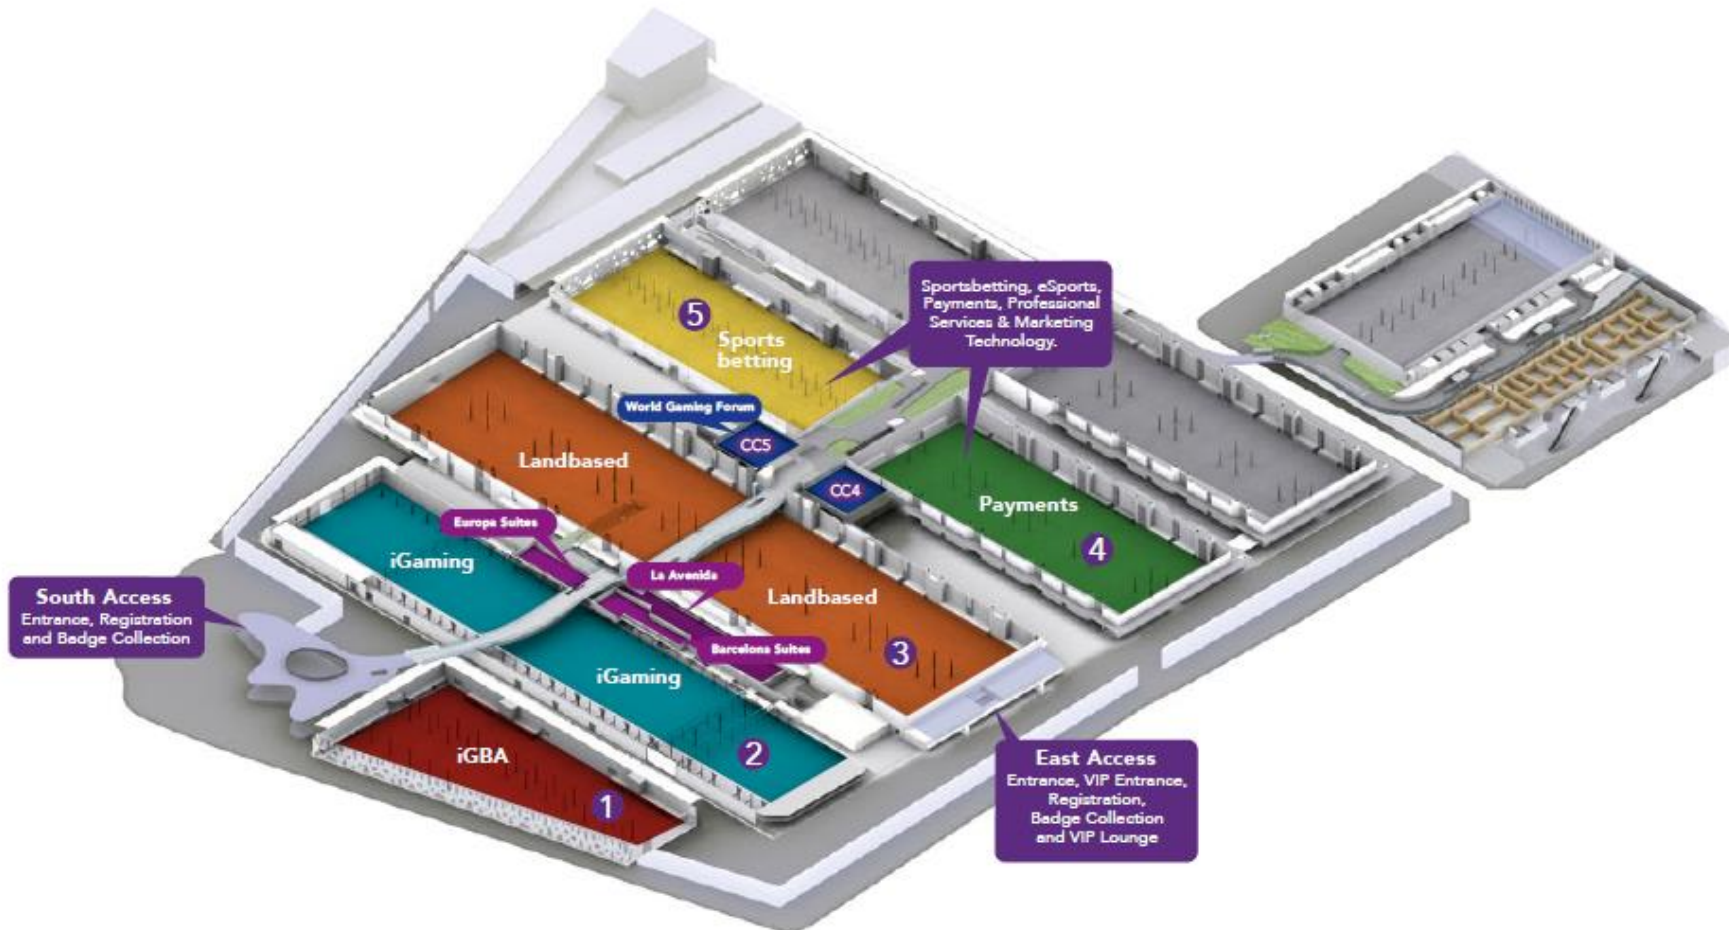 Sportsbetting, eSports,
Payments, Professional
Services & Marketing
Technology.
5
Sports
betting
World Gaming Forum
CC5
CC4
Landbased
Payments
4
Europa Suites
iGaming
La Avenida
Landbased
South Access
Entrance, Registration
and Badge Collection
Barcelona Suites
3
iGaming
2
iGBA
1
East Access
Entrance, VIP Entrance,
Registration,
Badge Collection
and VIP Lounge